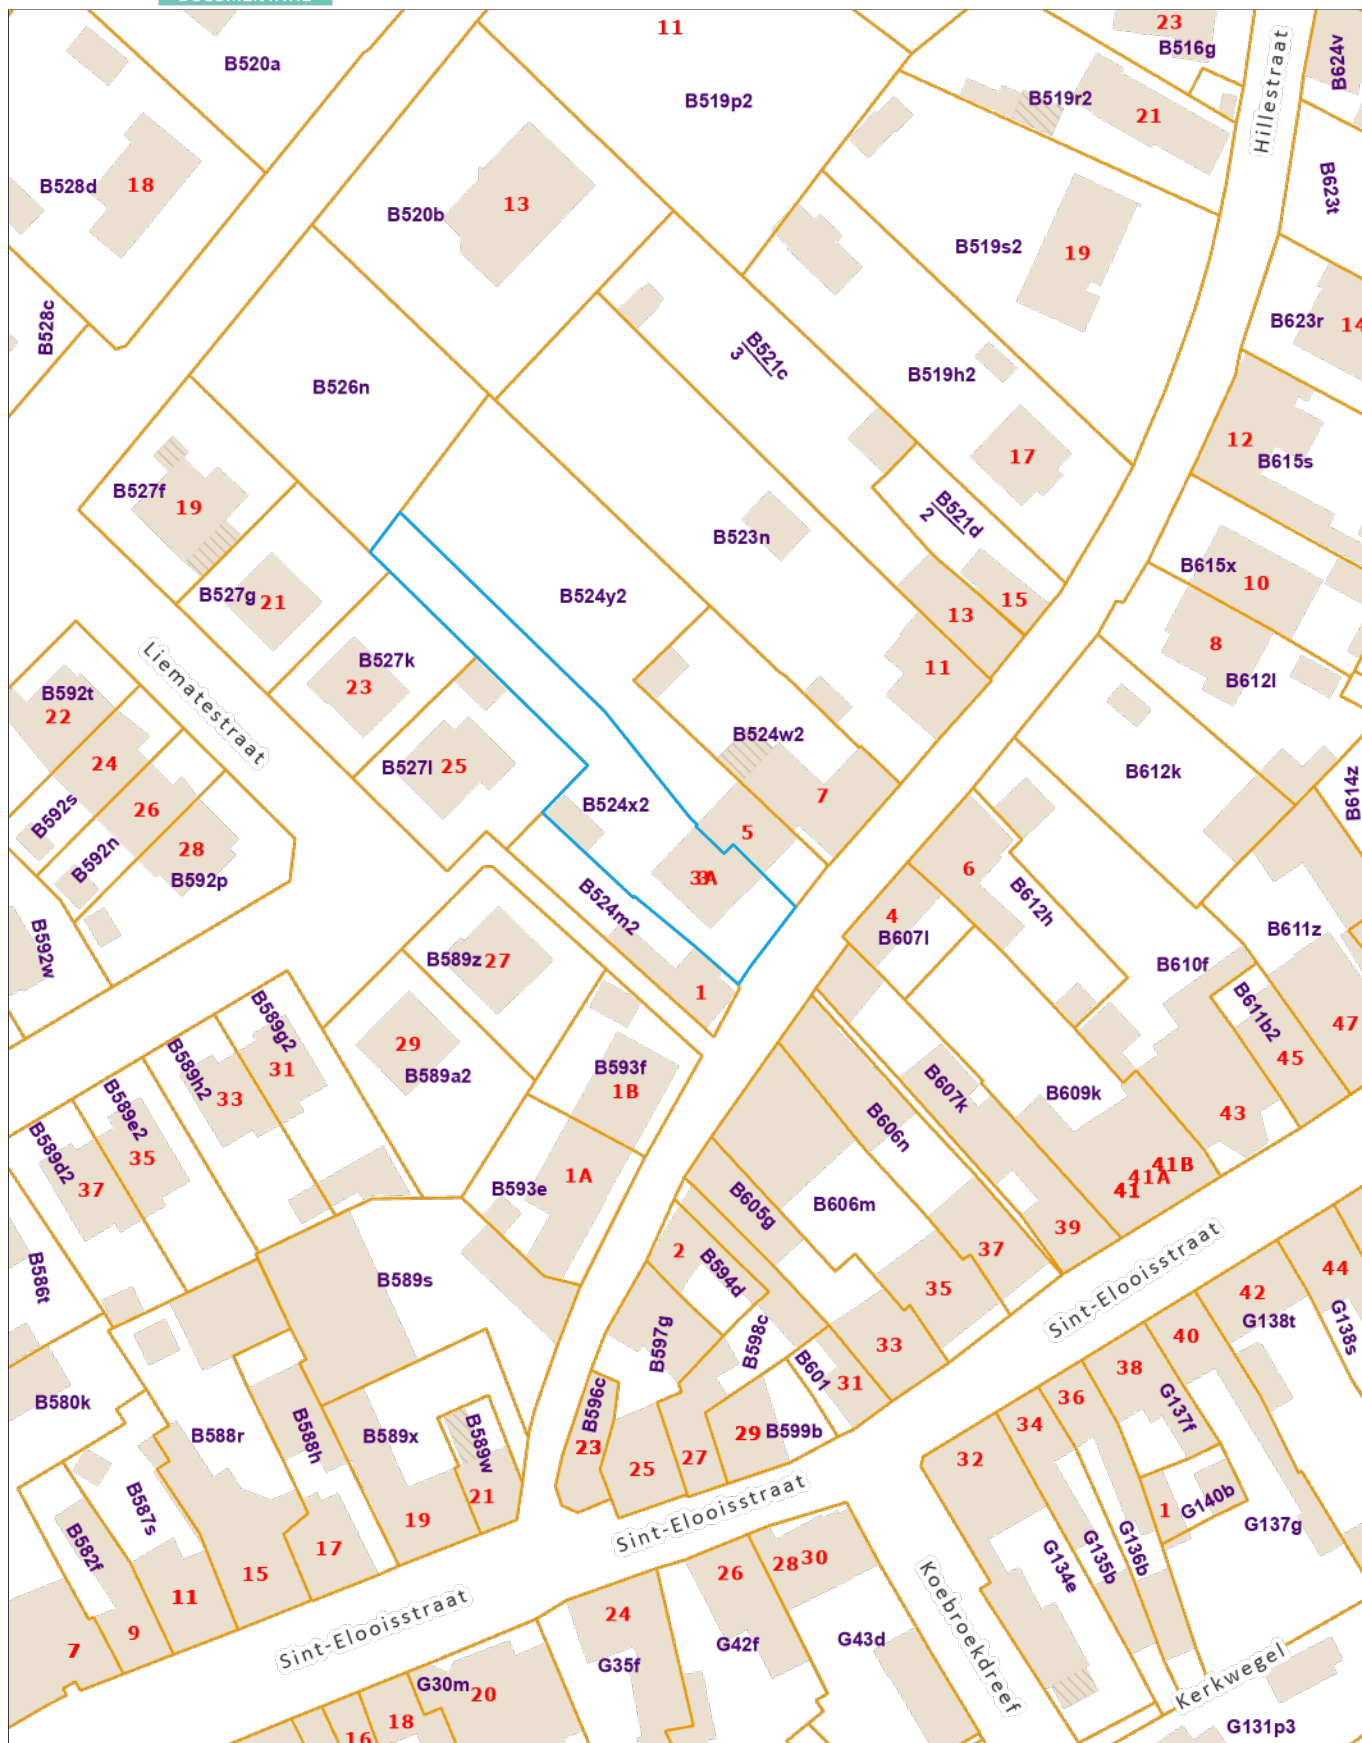 11
23
B516g
B624v
B520a
Hillestraat
B519p2
B519r2
21
B528d
18
B623t
B520b
13
B519s2
19
B528c
B623r
14
B521c
3
B526n
B519h2
12
B615s
17
B527f
19
B521d
2
B523n
B615x
10
B527g
21
B524y2
15
13
8
B527k
11
B612l
23
Liematestraat
B592t
22
B524w2
24
B527l
25
B612k
B614z
26
7
B524x2
B592s
5
28
B592n
6
B592p
3
3A
B612h
B524m2
4
B607l
B611z
B592w
B589z
27
B610f
1
B611b2
47
B589g2
29
B589a2
45
B589h2
31
B593f
1B
B607k
B609k
33
B589e2
43
B606n
B589d2
35
41B
41A
41
37
1A
B593e
B605g
B606m
39
2
37
B594d
Sint-Elooisstraat
B586t
B589s
35
44
42
G138t
G138s
B597g
B598c
33
40
B601
38
31
B580k
B596c
36
G137f
B588r
B588h
B589x
B589w
23
29
B599b
34
25
27
32
21
B587s
19
Sint-Elooisstraat
1
G140b
G137g
B582f
17
G136b
G135b
G134e
15
26
28
30
11
Koebroekdreef
Sint-Elooisstraat
24
9
7
G42f
G43d
G35f
Kerkwegel
G30m
20
18
16
G131p3